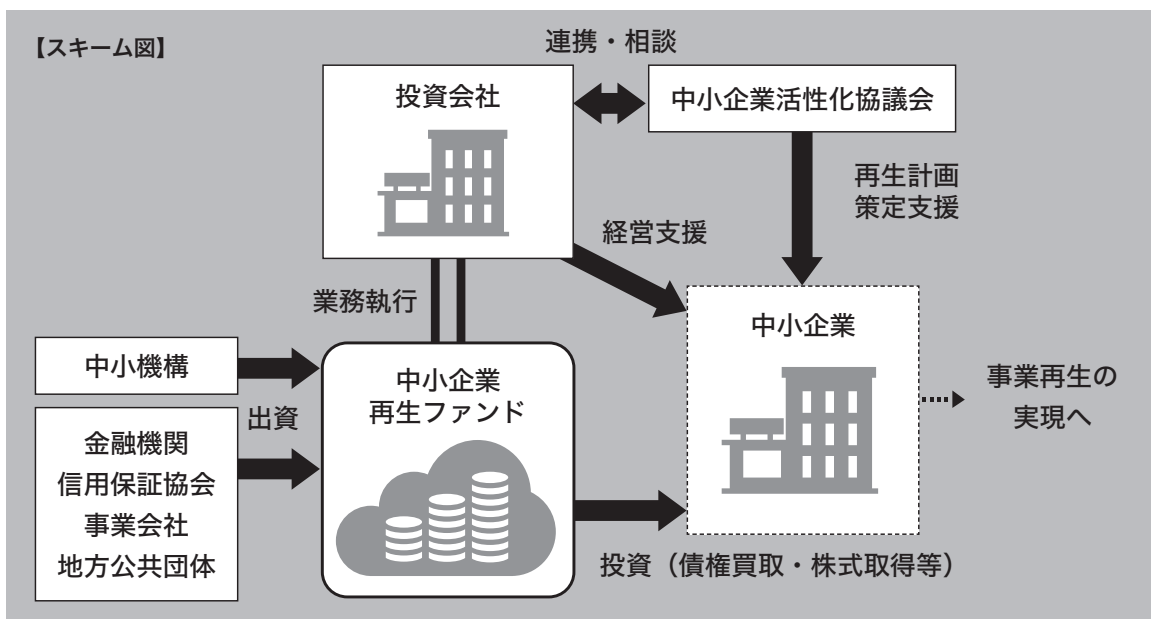 【スキーム図】
連携・相談
投資会社
中小企業活性化協議会
再生計画
策定支援
経営支援
業務執行
中小企業
中小機構
中小企業
再生ファンド
事業再生の
実現へ
出資
金融機関
信用保証協会
事業会社
地方公共団体
投資（債権買取・株式取得等）